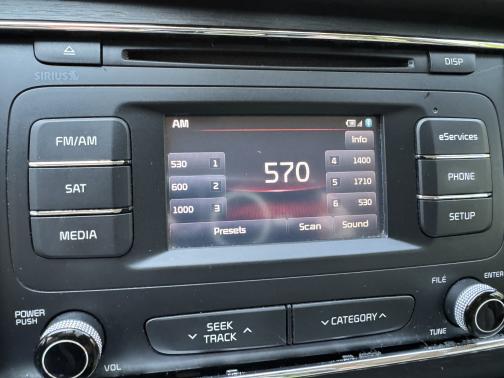 DISP
SIRIUS
AM
FM/AM
Info
eServices
530 1
4 1400
570
SAT
600 2
5 1710
PHONE
1000 3
6 530
MEDIA
Presets
Scan
Sound
SETUP
POWER
PUSH
VOL
SEEK
TRACK
CATEGORY
FILE
ENTER
TUNE